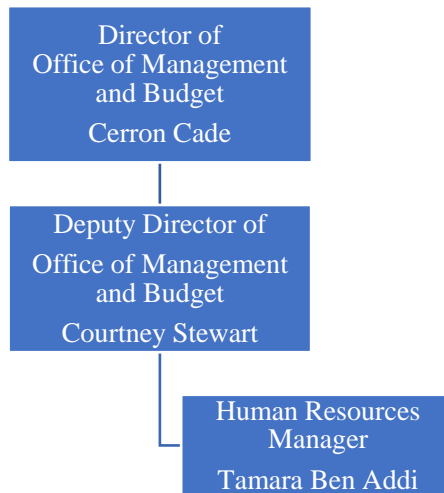 Director of
Office of Management
and Budget
Cerron Cade
Deputy Director of
Office of Management
and Budget
Courtney Stewart
Human Resources
Manager
Tamara Ben Addi